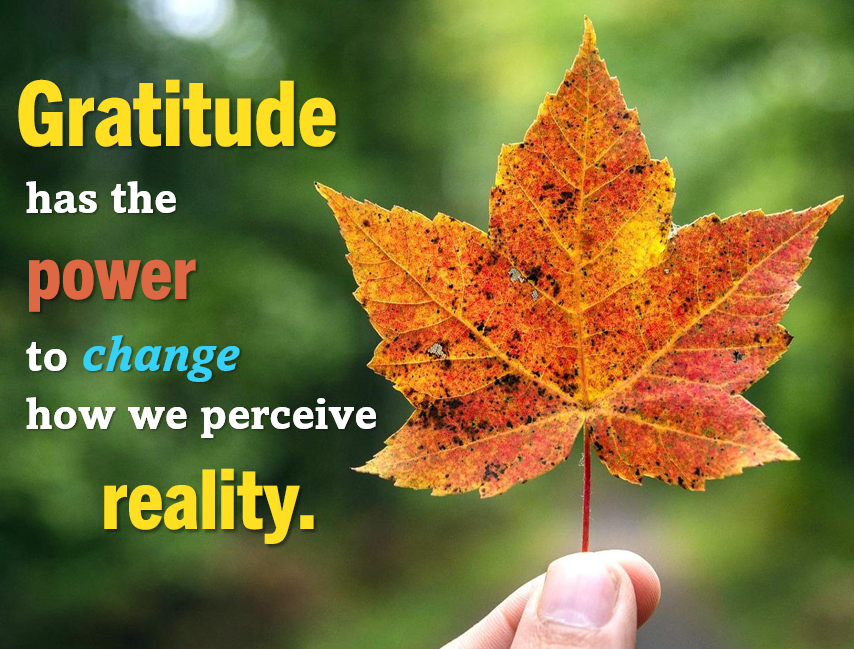 Gratitude
has the
power
to change
how we perceive
reality.